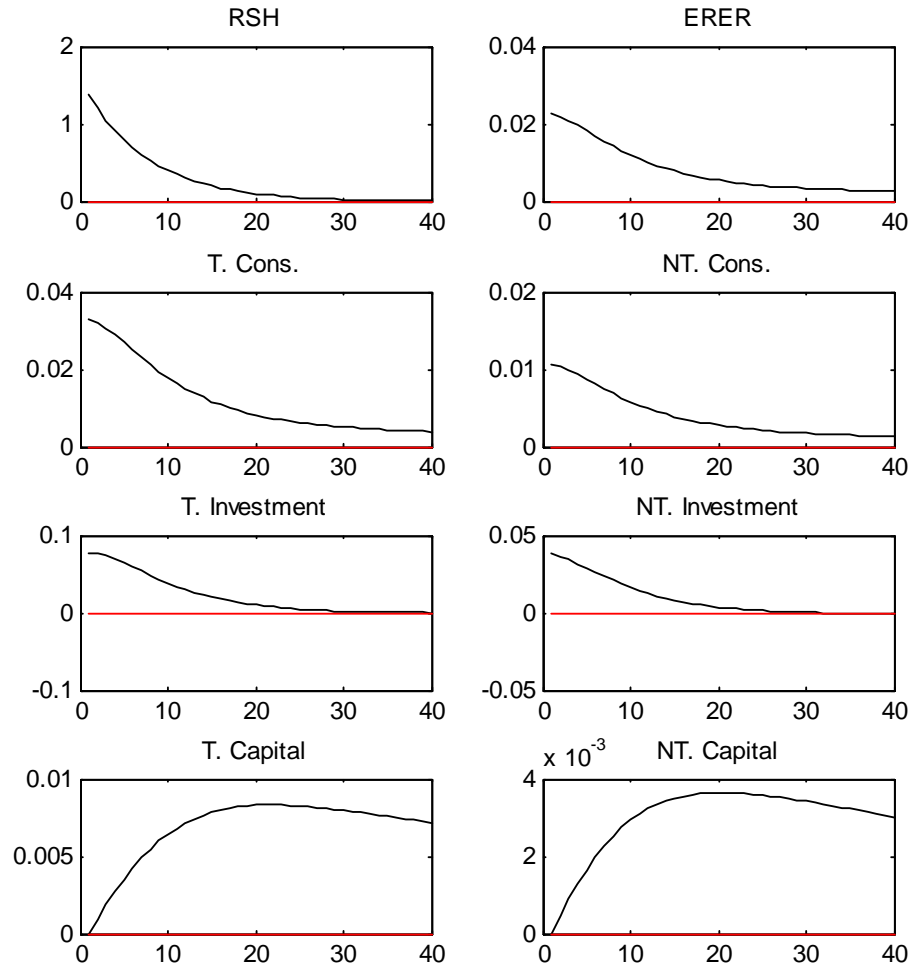 RSH
2
1
0
0 10 20 30 40
ERER
0.04
0.02
0
0 10 20 30 40
T. Cons.
0.04
0.02
0
0 10 20 30 40
NT. Cons.
0.02
0.01
0
0 10 20 30 40
T. Investment
0.1
0
-0.1
0 10 20 30 40
NT. Investment
0.05
0
-0.05
0 10 20 30 40
T. Capital
0.01
0.005
0
0 10 20 30 40
NT. Capital
x 10^-3
4
2
0
0 10 20 30 40